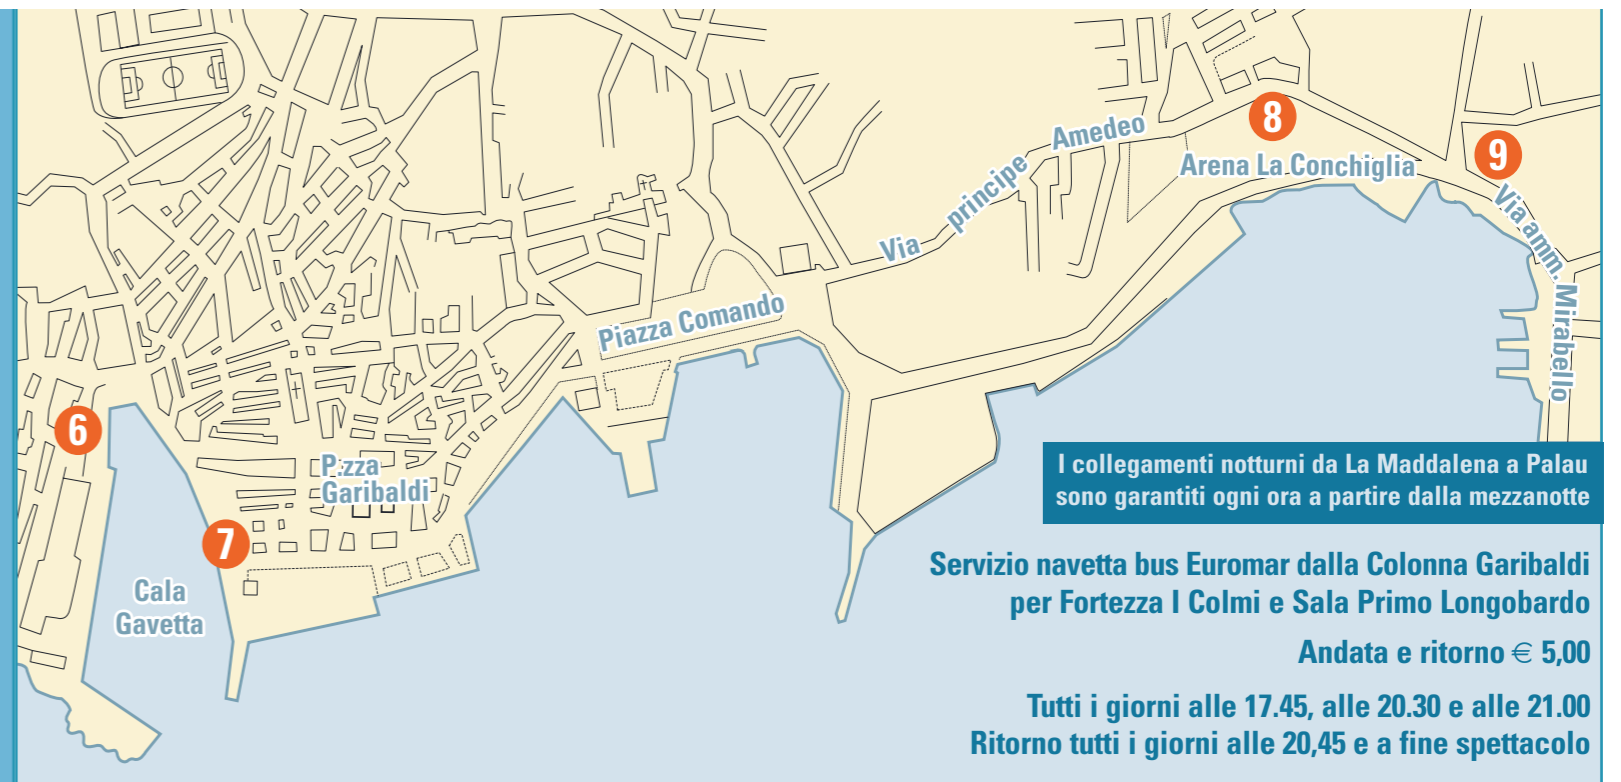 8
Amedeo
9
Arena La Conchiglia
principe
Via
Via amm. Mirabello
Piazza Comando
6
P.zza
Garibaldi
7
Cala
Gavetta
I collegamenti notturni da La Maddalena a Palau
sono garantiti ogni ora a partire dalla mezzanotte
Servizio navetta bus Euromar dalla Colonna Garibaldi
per Fortezza I Colmi e Sala Primo Longobardo
Andata e ritorno € 5,00
Tutti i giorni alle 17.45, alle 20.30 e alle 21.00
Ritorno tutti i giorni alle 20,45 e a fine spettacolo